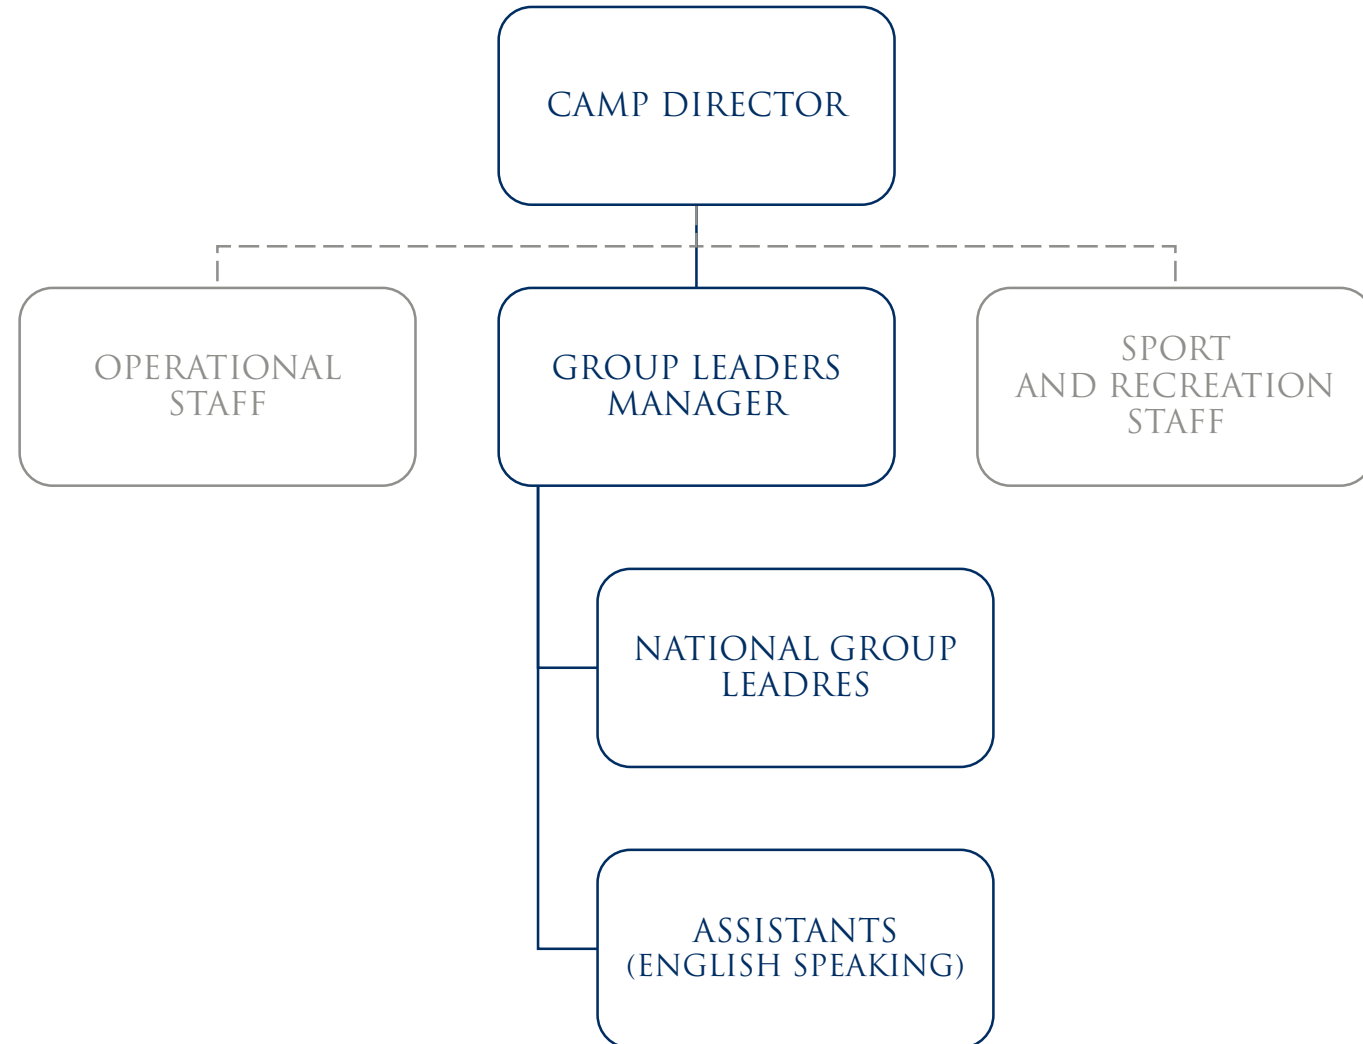 CAMP DIRECTOR
OPERATIONAL
STAFF
GROUP LEADERS
MANAGER
SPORT
AND RECREATION
STAFF
NATIONAL GROUP
LEADRES
ASSISTANTS
(ENGLISH SPEAKING)